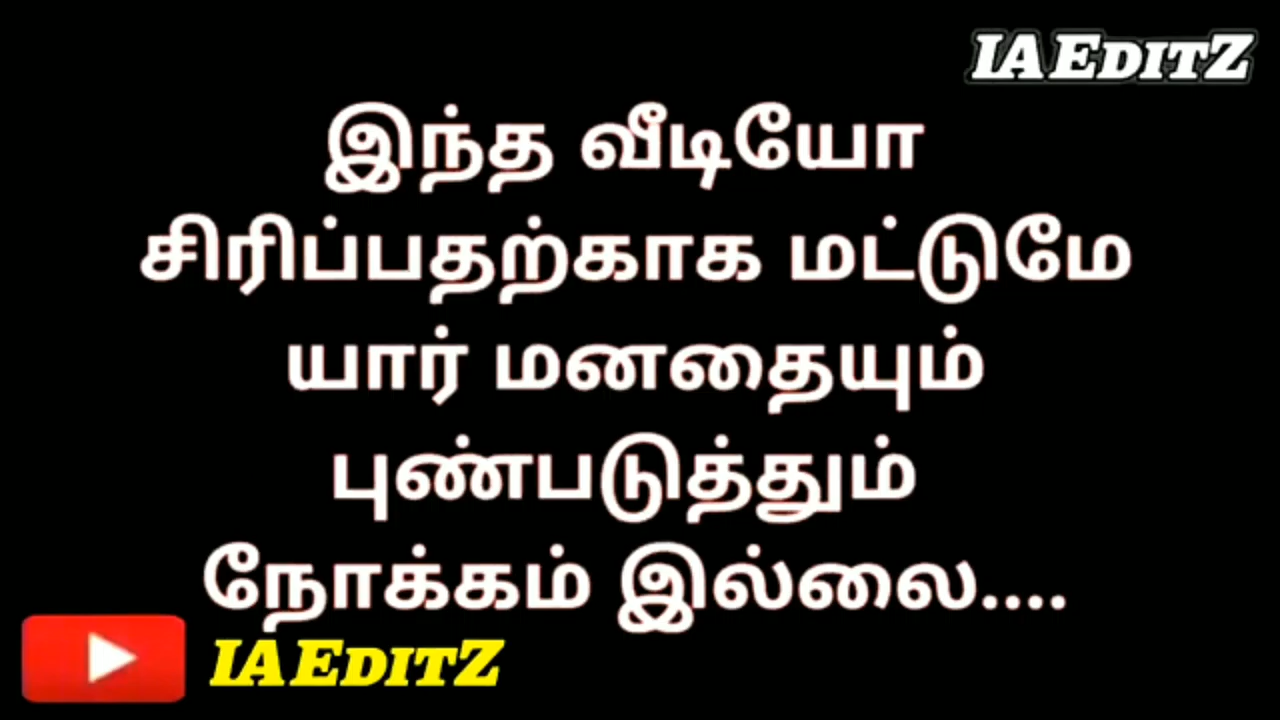 IA EDITZ
இந்த வீடியோ
சிரிப்பதற்காக மட்டுமே
யார் மனதையும்
புண்படுத்தும்
நோக்கம் இல்லை....
IA EDITZ